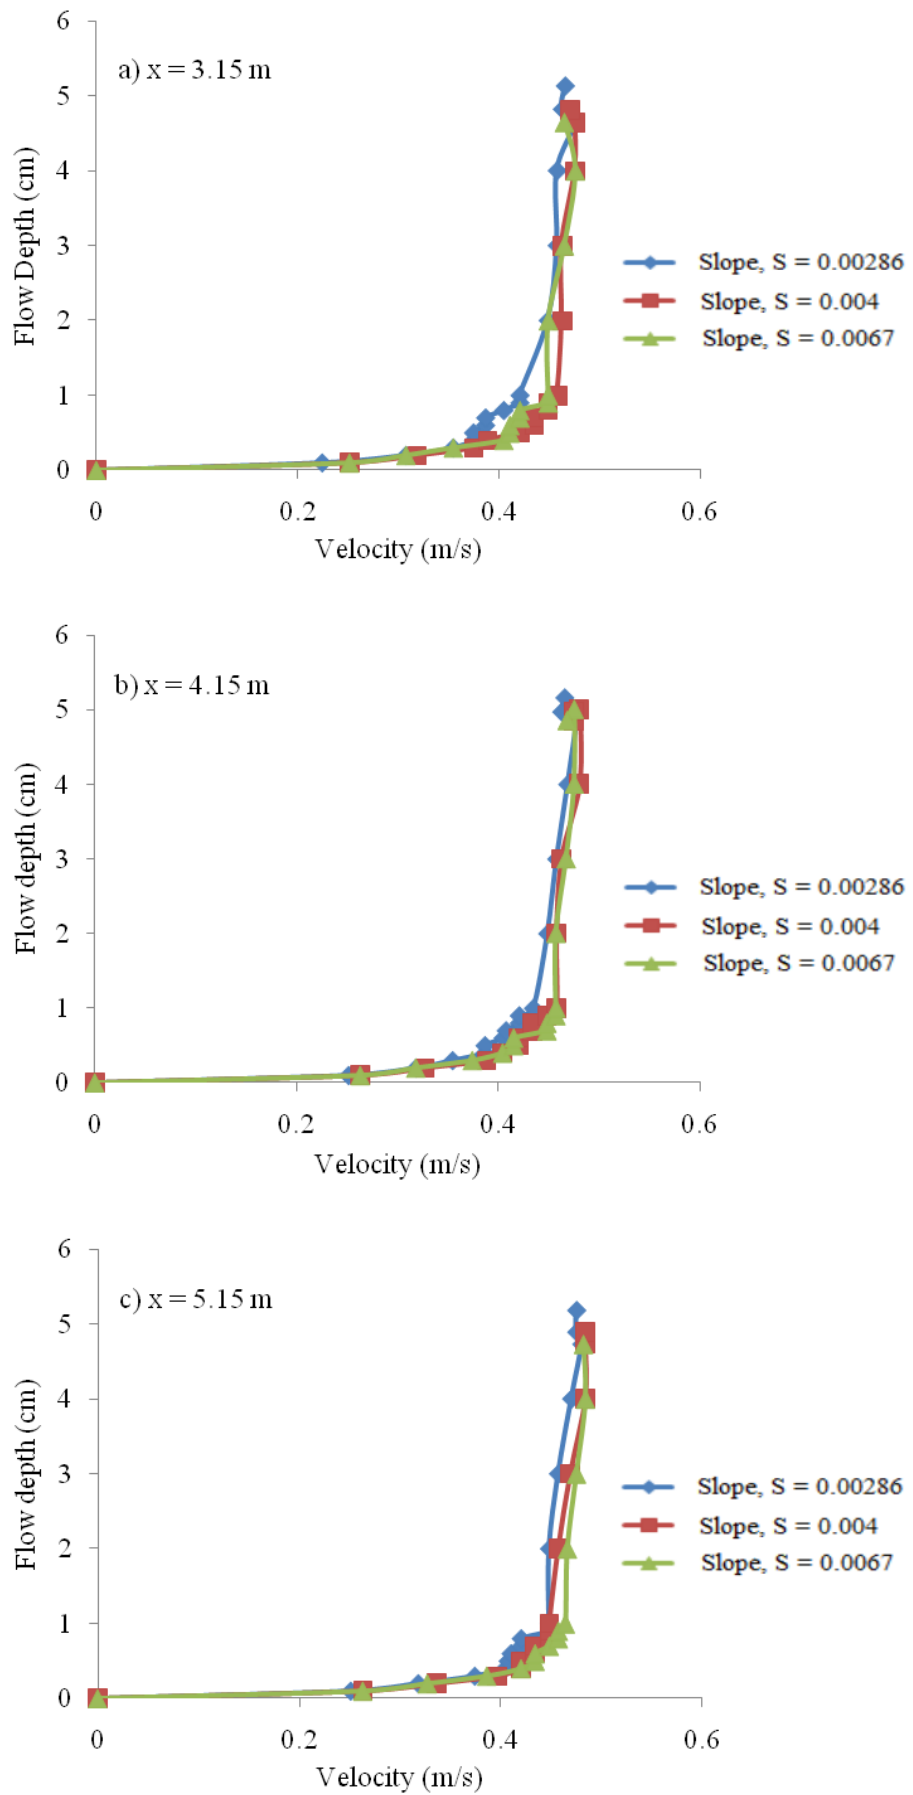 6
a) x = 3.15 m
5
4
Flow Depth (cm)
3
Slope, S = 0.00286
Slope, S = 0.004
2
Slope, S = 0.0067
1
0
0 0.2 0.4 0.6
Velocity (m/s)
6
b) x = 4.15 m
5
4
Flow depth (cm)
3
Slope, S = 0.00286
Slope, S = 0.004
2
Slope, S = 0.0067
1
0
0 0.2 0.4 0.6
Velocity (m/s)
6
c) x = 5.15 m
5
4
Flow depth (cm)
3
Slope, S = 0.00286
Slope, S = 0.004
2
Slope, S = 0.0067
1
0
0 0.2 0.4 0.6
Velocity (m/s)